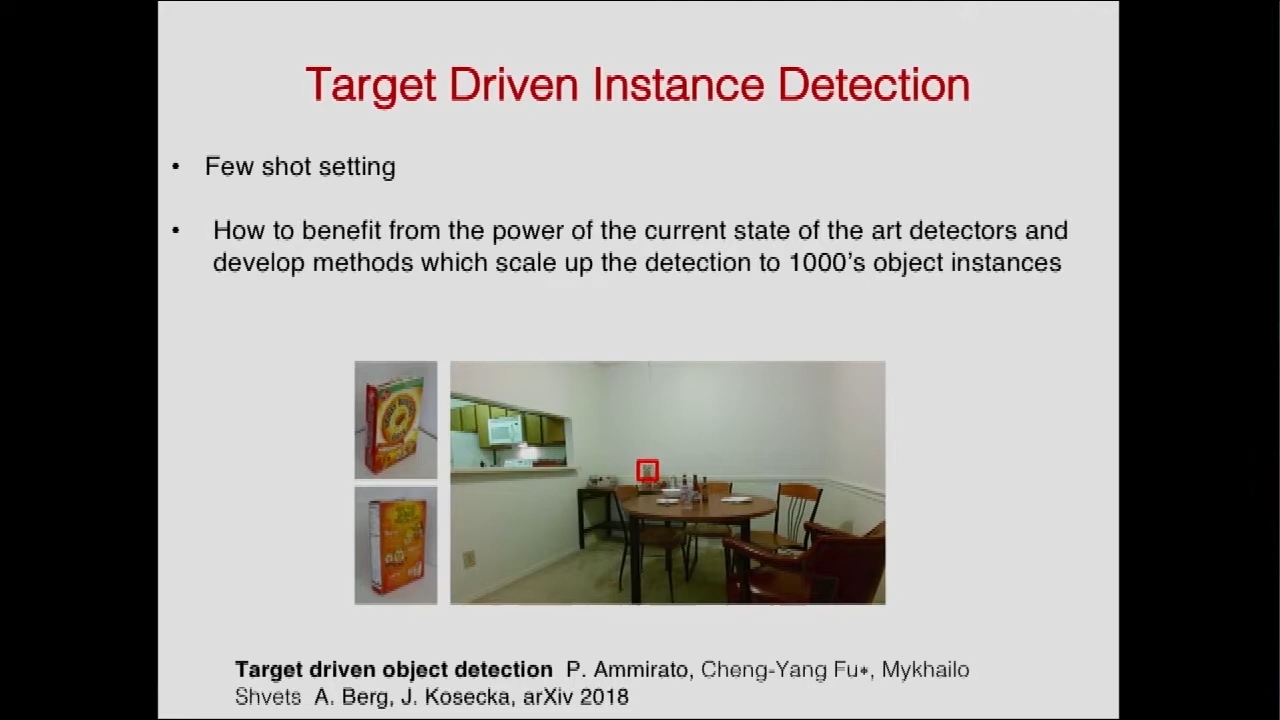 Target Driven Instance Detection
• Few shot setting
• How to benefit from the power of the current state of the art detectors and
develop methods which scale up the detection to 1000's object instances
Target driven object detection P. Ammirato, Cheng-Yang Fu*, Mykhailo
Shvets A. Berg, J. Kosecka, arXiv 2018